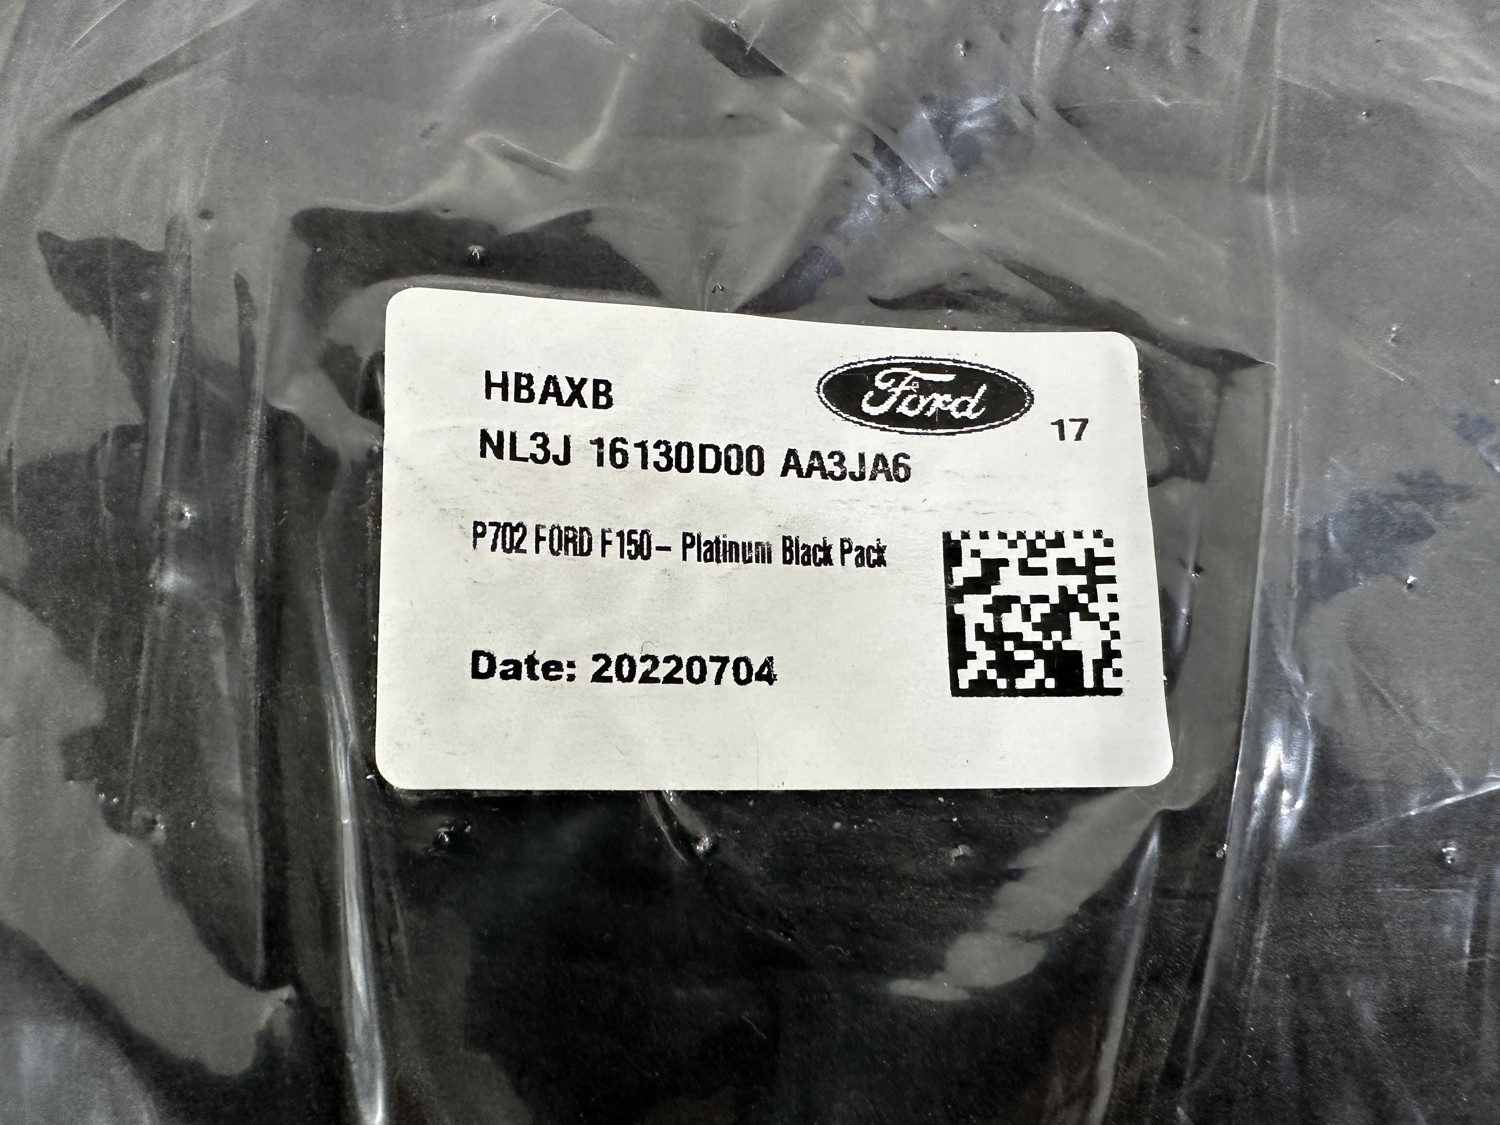 HBAXB
Ford
17
NL3J 16130D00 AA3JA6
P702 FORD F150- Platinum Black Pack
Date: 20220704